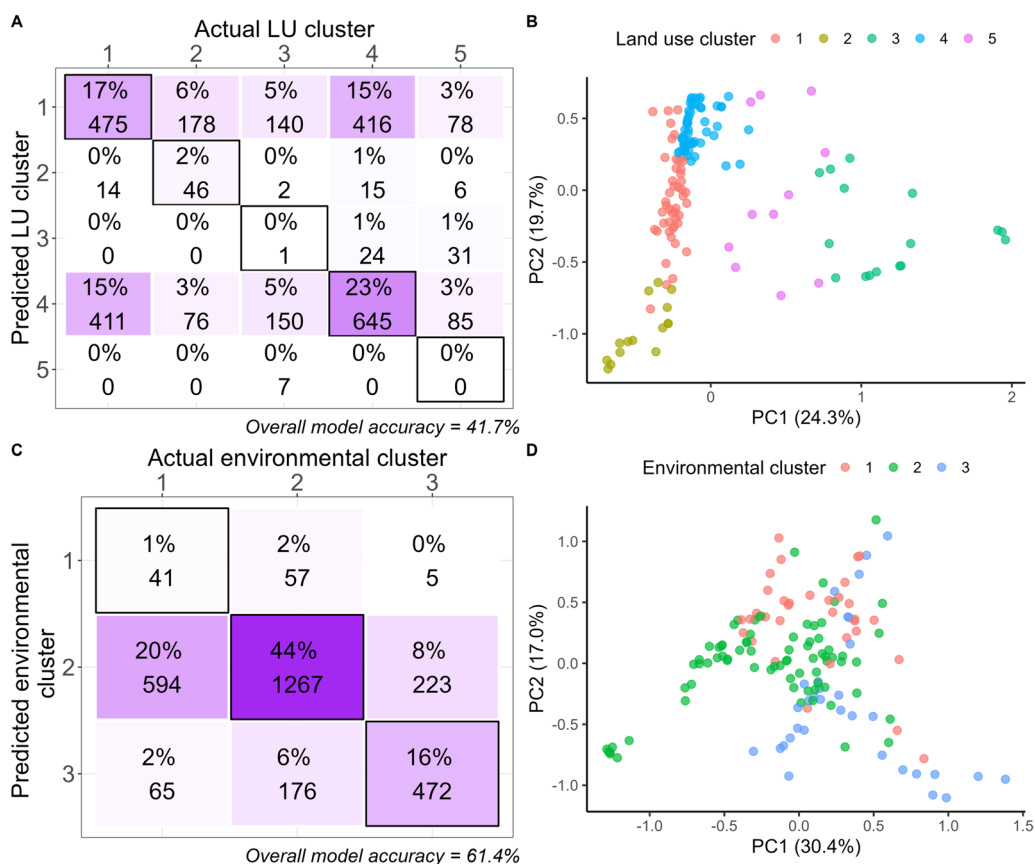 A
Actual LU cluster
1 2 3 4 5
Predicted LU cluster
1
17% 6% 5% 15% 3%
475 178 140 416 78
2
0% 2% 0% 1% 0%
14 46 2 15 6
3
0% 0% 0% 1% 1%
0 0 1 24 31
4
15% 3% 5% 23% 3%
411 76 150 645 85
5
0% 0% 0% 0% 0%
0 0 7 0 0
Overall model accuracy = 41.7%
B
Land use cluster 1 2 3 4 5
PC2 (19.7%)
0.5
0.0
-0.5
-1.0
0 1 2
PC1 (24.3%)
C
Actual environmental cluster
1 2 3
Predicted environmental
cluster
1
1% 2% 0%
41 57 5
2
20% 44% 8%
594 1267 223
3
2% 6% 16%
65 176 472
Overall model accuracy = 61.4%
D
Environmental cluster 1 2 3
PC2 (17.0%)
1.0
0.5
0.0
-0.5
-1.0
-1.0 -0.5 0.0 0.5 1.0 1.5
PC1 (30.4%)